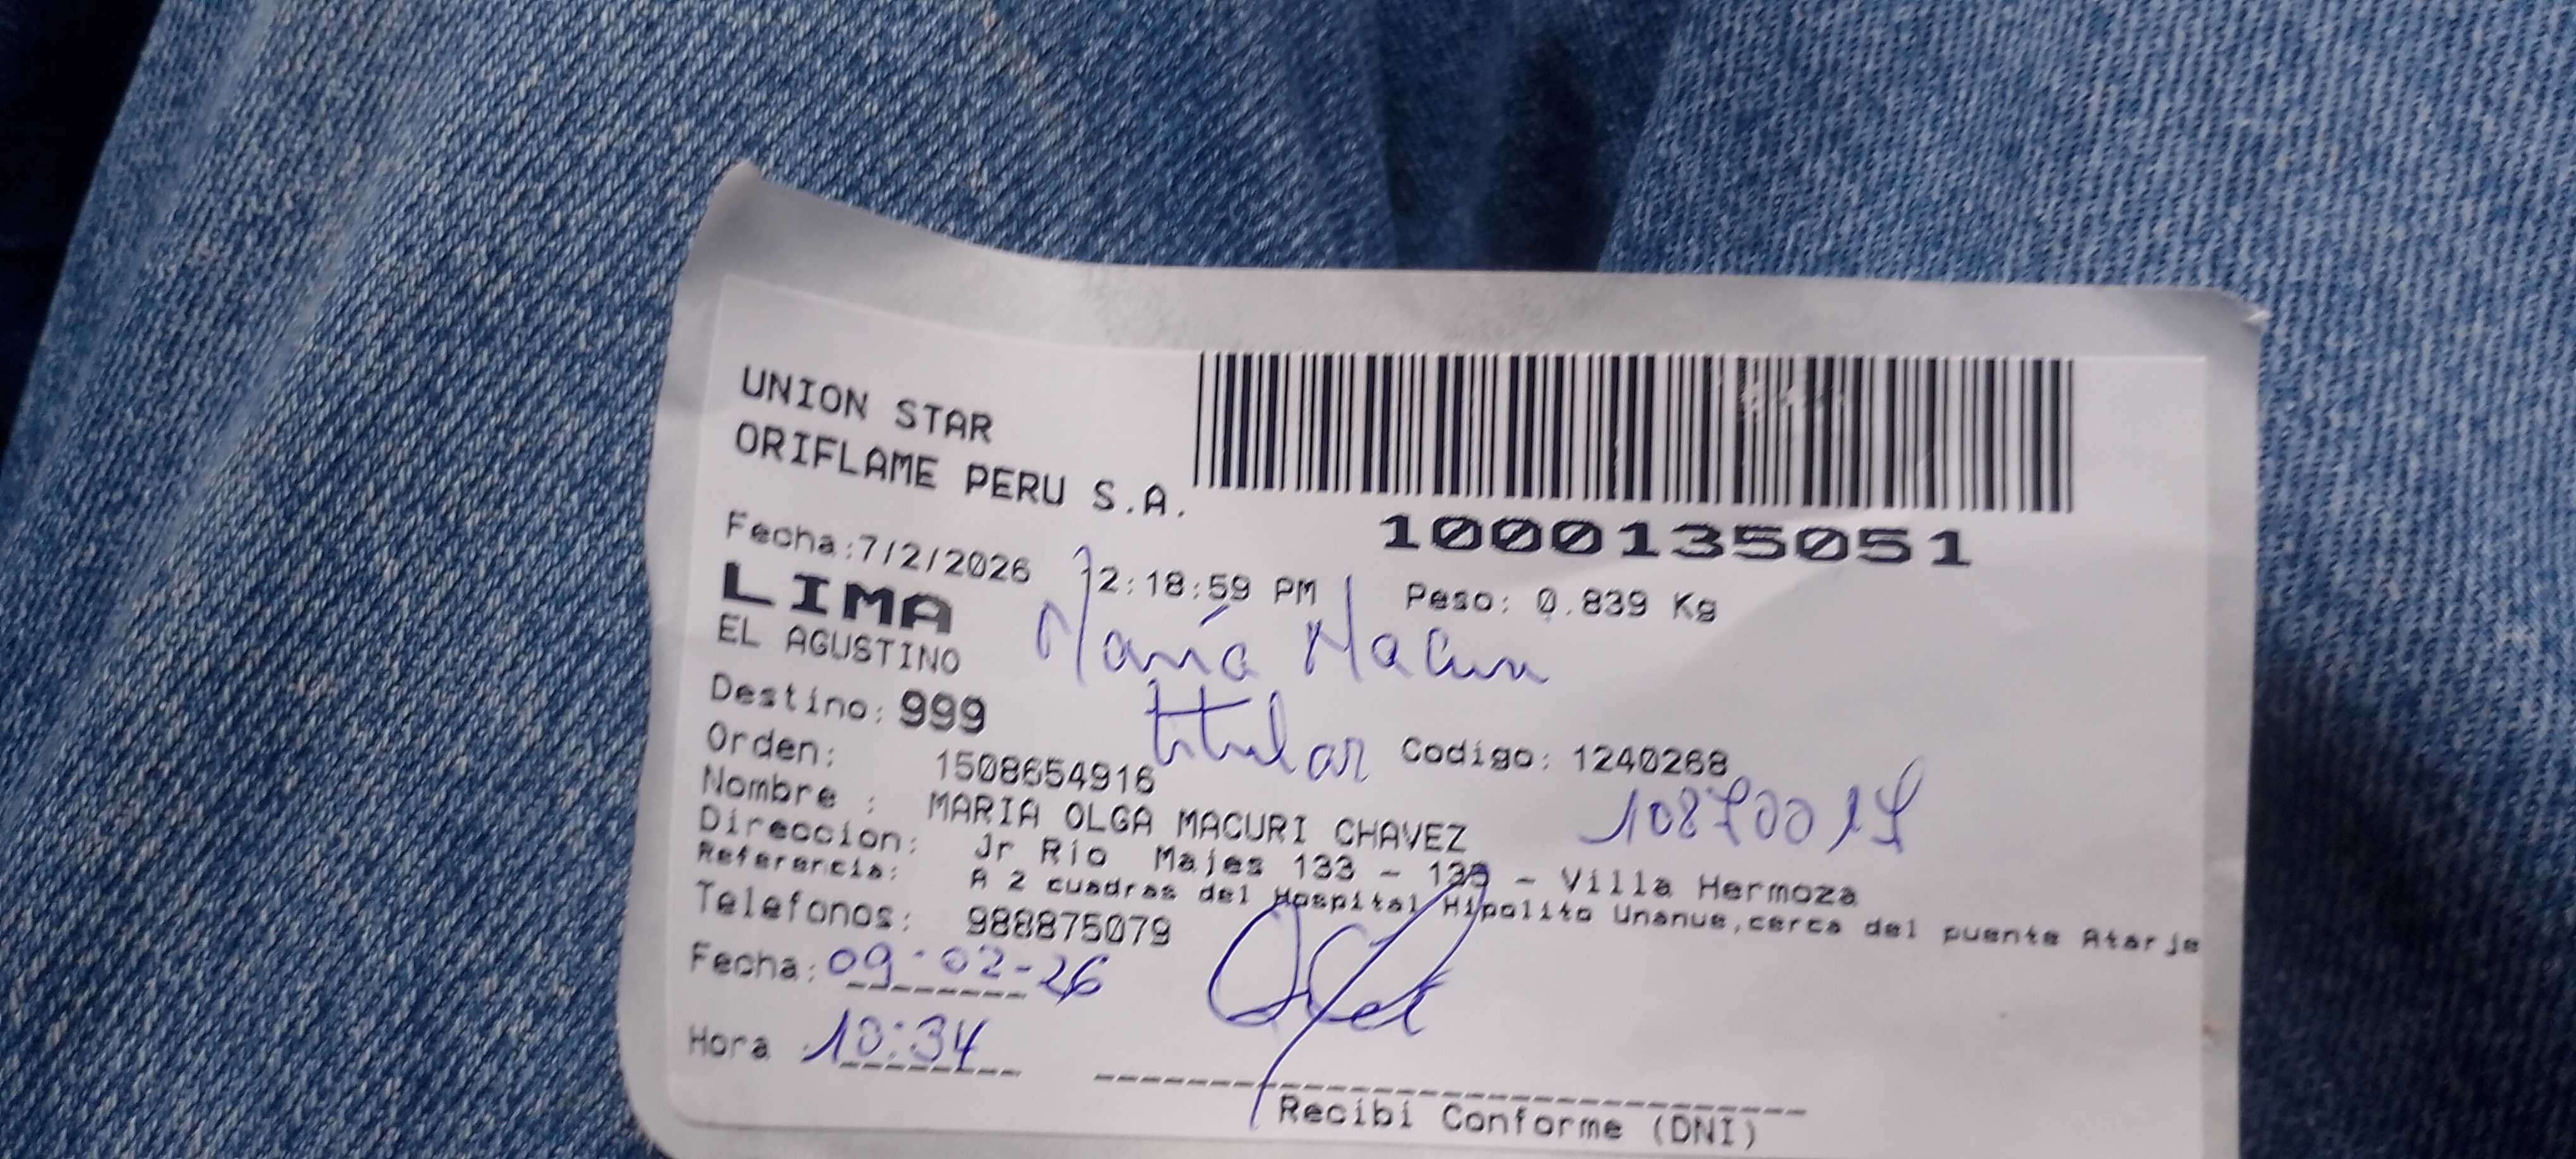 UNION STAR
ORIFLAME PERU S.A.
1000135051
Fecha:7/2/2026 12:18:59 PM Peso: 0.839 Kg
LIMA
EL AGUSTINO
María Macuri
titular
Destino: 999
Orden: 1508654916 Codigo: 1240268
Nombre : MARIA OLGA MACURI CHAVEZ
Direccion: Jr Rio Majes 133 - 139 - Villa Hermoza
Referencia: A 2 cuadras del Hospital Hipolito Unanue,cerca del puente Atarje
Telefonos: 988875079
Fecha: 09-02-26
Hora 10:34
Recibi Conforme (DNI)